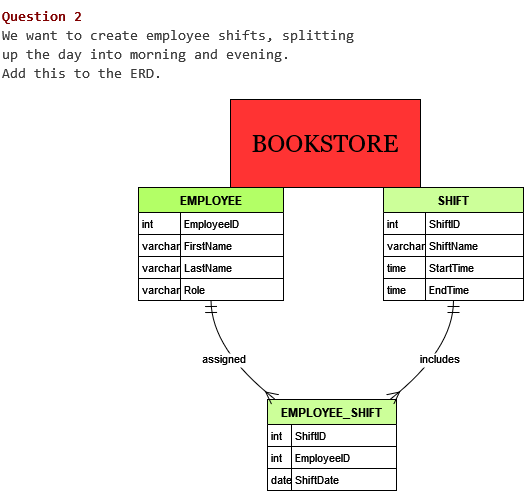 Question 2
We want to create employee shifts, splitting
up the day into morning and evening.
Add this to the ERD.
BOOKSTORE
EMPLOYEE
int EmployeeID
varchar FirstName
varchar LastName
varchar Role
SHIFT
int ShiftID
varchar ShiftName
time StartTime
time EndTime
assigned
includes
EMPLOYEE_SHIFT
int ShiftID
int EmployeeID
date ShiftDate